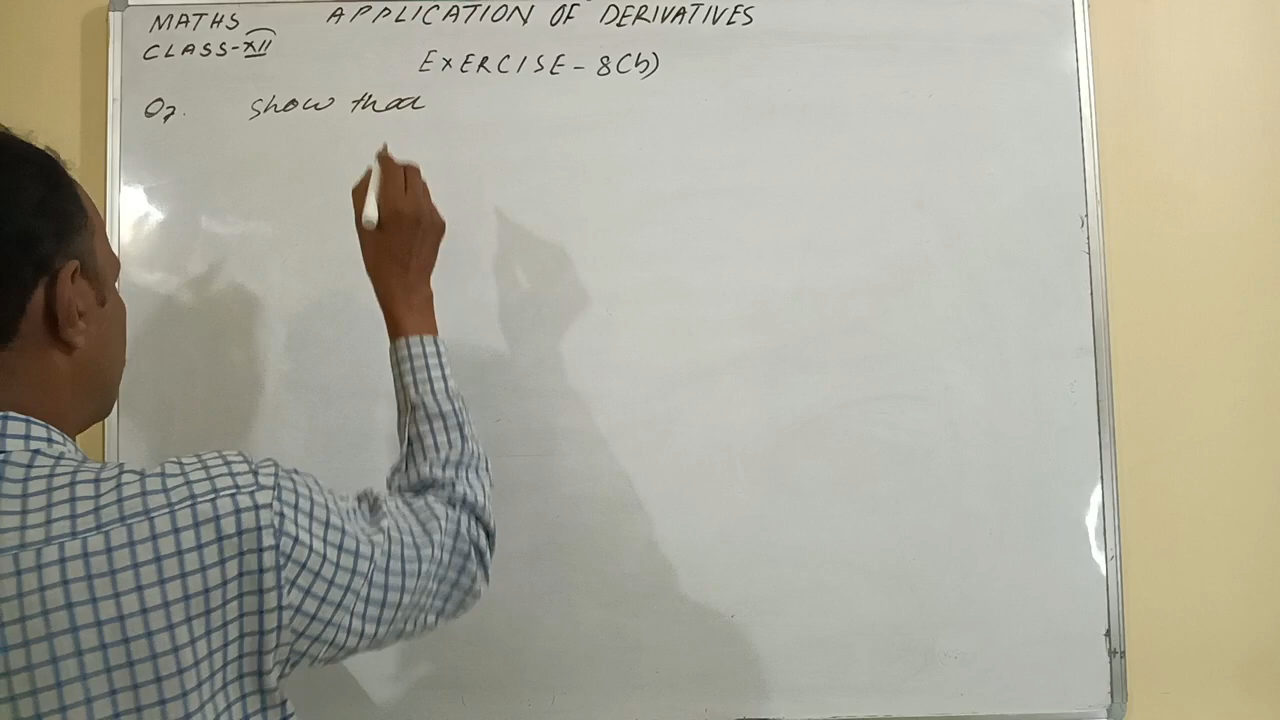 MATHS APPLICATION OF DERIVATIVES
CLASS-XII
EXERCISE - 8(b)
Q7. Show that